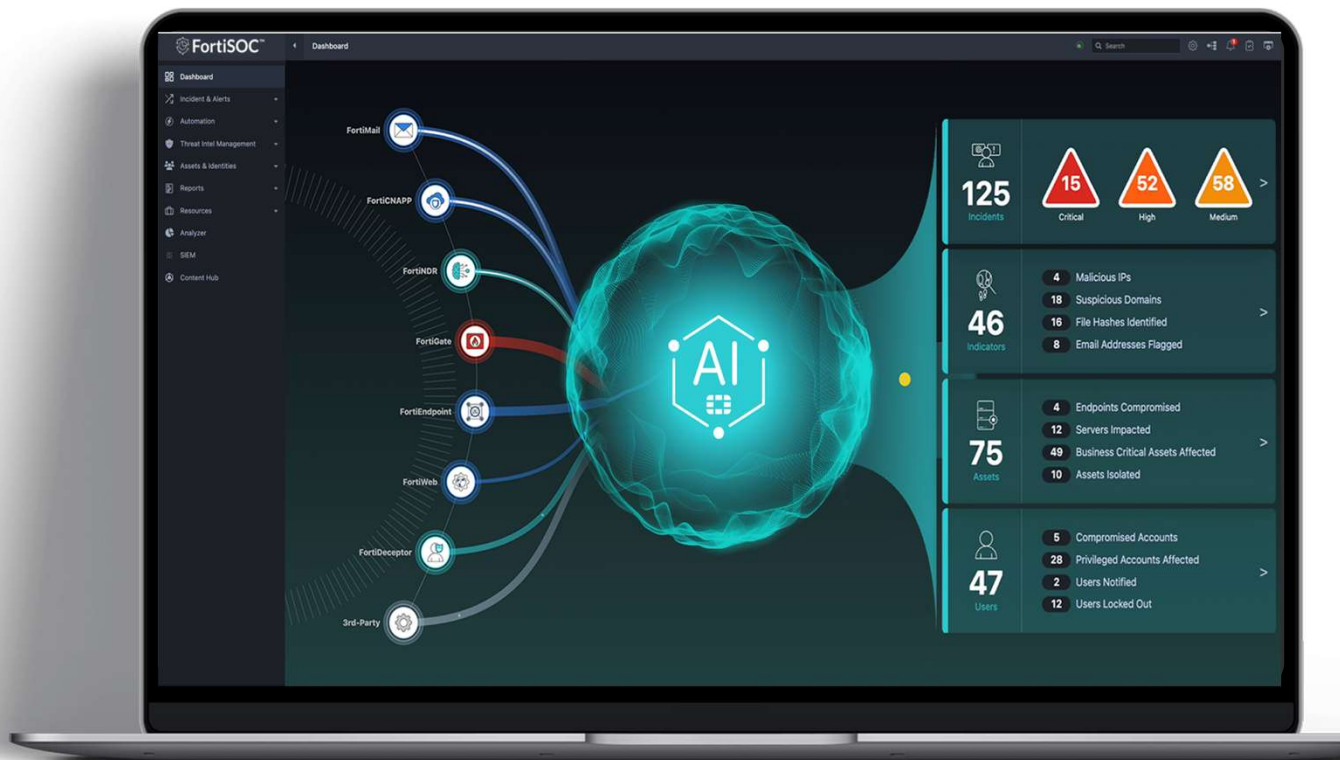 FortiSOC™
Dashboard
Search
1
Dashboard
Incident & Alerts
Automation
Threat Intel Management
Assets & Identities
Reports
Resources
Analyzer
SIEM
Content Hub
FortiMail
FortiCNAPP
FortiNDR
FortiGate
FortiEndpoint
FortiWeb
FortiDeceptor
3rd-Party
AI
125
Incidents
15
Critical
52
High
58
Medium
>
46
Indicators
4 Malicious IPs
18 Suspicious Domains
16 File Hashes Identified
8 Email Addresses Flagged
>
75
Assets
4 Endpoints Compromised
12 Servers Impacted
49 Business Critical Assets Affected
10 Assets Isolated
>
47
Users
5 Compromised Accounts
28 Privileged Accounts Affected
2 Users Notified
12 Users Locked Out
>